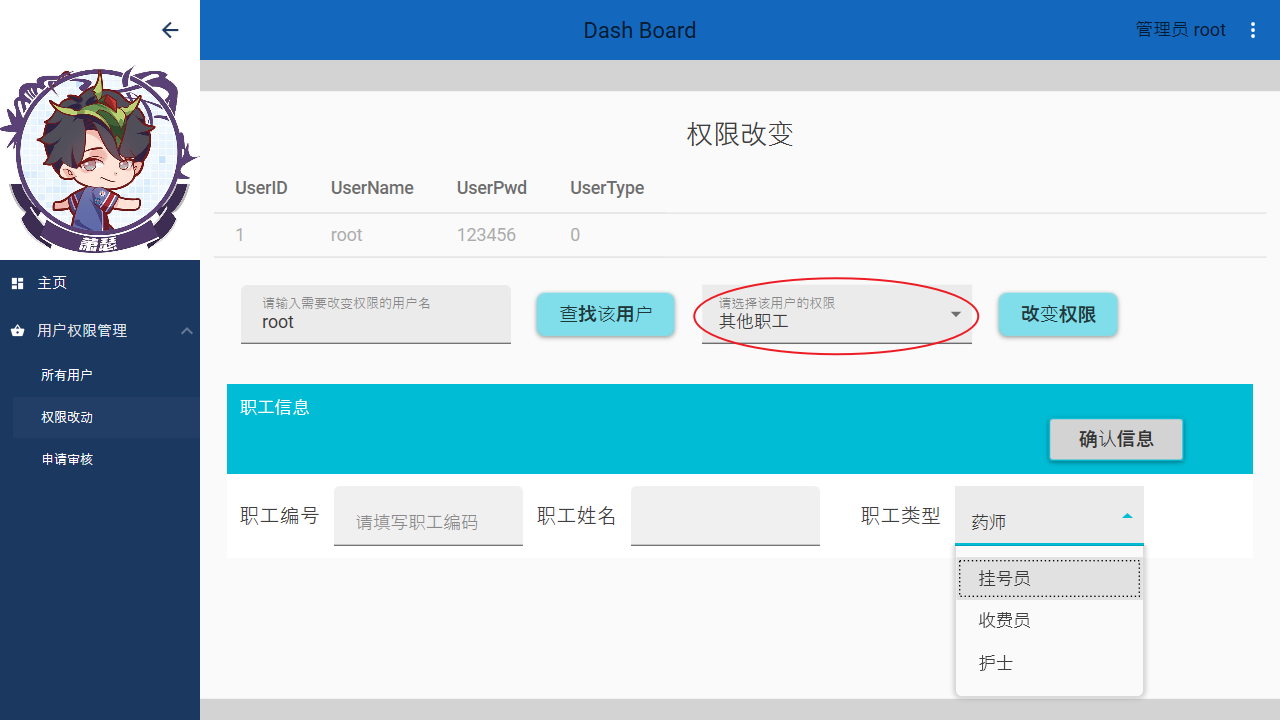 Dash Board
管理员 root
萧瑟
主页
用户权限管理
所有用户
权限改动
申请审核
权限改变
UserID UserName UserPwd UserType
1 root 123456 0
请输入需要改变权限的用户名
root
查找该用户
请选择该用户的权限
其他职工
改变权限
职工信息
确认信息
职工编号 请填写职工编码 职工姓名 职工类型 药师
挂号员
收费员
护士